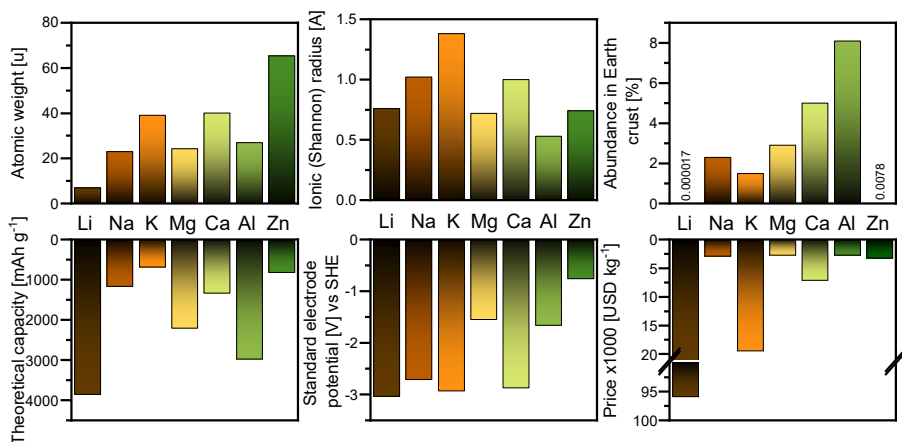 Atomic weight [u]
80
60
40
20
0
Ionic (Shannon) radius [A]
1.5
1.0
0.5
0.0
Abundance in Earth
crust [%]
8
6
4
2
0
0.000017
0.0078
Li Na K Mg Ca Al Zn
Li Na K Mg Ca Al Zn
Li Na K Mg Ca Al Zn
Theoretical capacity [mAh g⁻¹]
0
1000
2000
3000
4000
Standard electrode
potential [V] vs SHE
0
-1
-2
-3
Price x1000 [USD kg⁻¹]
0
5
10
15
20
95
100